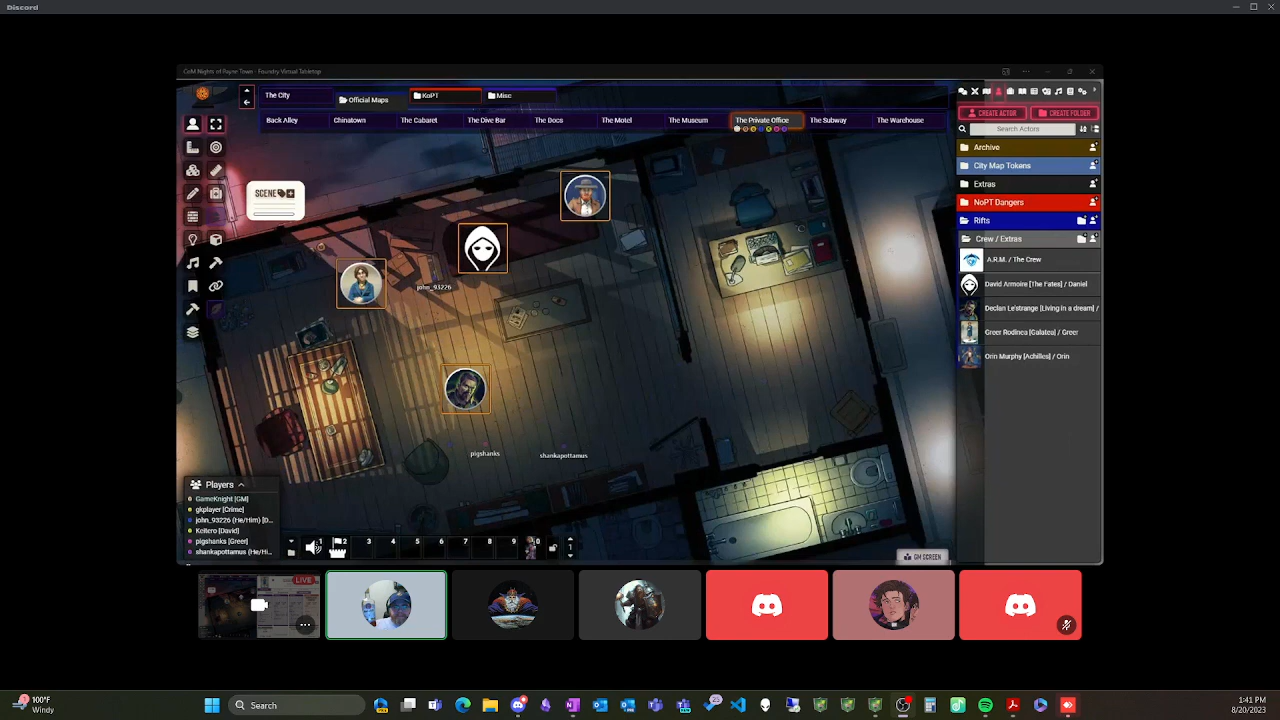 Discord
CoM Nights of Payne Town - Foundry Virtual Tabletop
The City
Official Maps
KoPT
Misc
Back Alley
Chinatown
The Cabaret
The Dive Bar
The Docs
The Motel
The Museum
The Private Office
The Subway
The Warehouse
CREATE ACTOR
CREATE FOLDER
Search Actors
Archive
City Map Tokens
Extras
NoPT Dangers
Rifts
Crew / Extras
A.R.M. / The Crew
David Armoire [The Fates] / Daniel
Declan Le'strange [Living in a dream] /
Greer Rodinea [Galatea] / Greer
Orin Murphy [Achilles] / Orin
SCENE
john_93226
pigshanks
shankapottamus
Players
GameKnight [GM]
gkplayer [Crime]
john_93226 (He/Him) [D...
Keitero [David]
pigshanks [Greer]
shankapottamus (He/Hi...
1 2 3 4 5 6 7 8 9 0
1
GM SCREEN
LIVE
100°F
Windy
Search
25
1:41 PM
8/20/2023